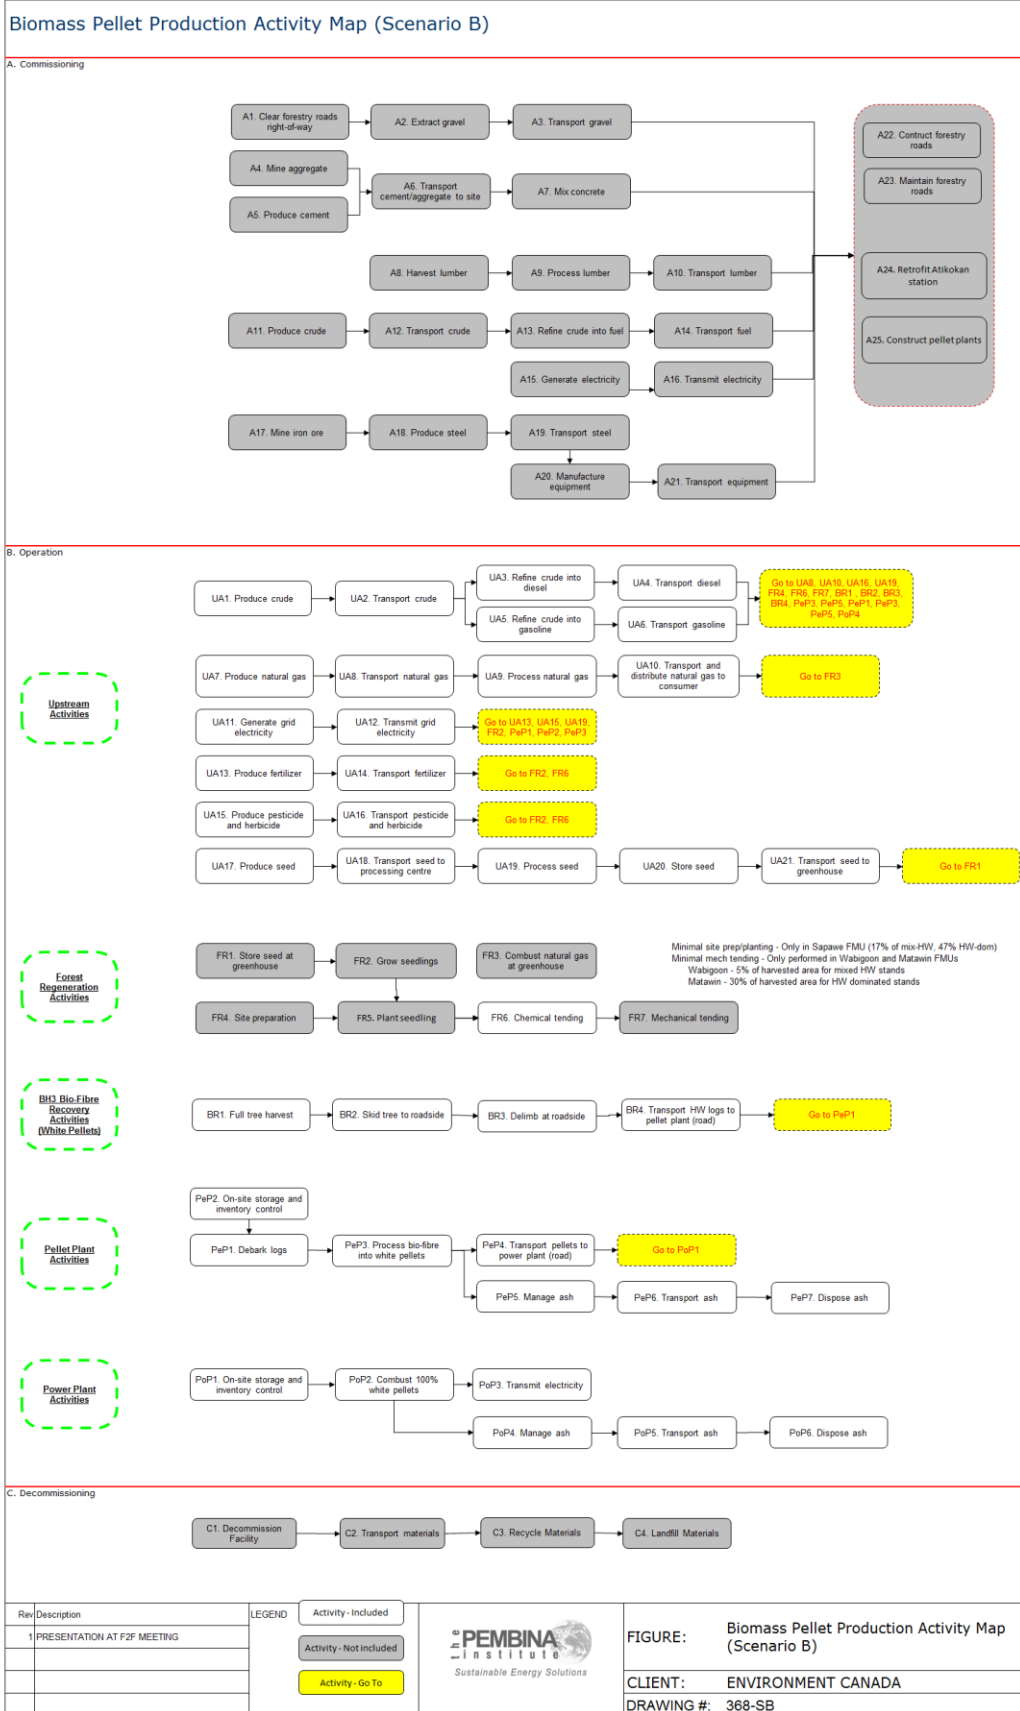 Biomass Pellet Production Activity Map (Scenario B)
A. Commissioning
A1. Clear forestry roads
right-of-way
A2. Extract gravel
A3. Transport gravel
A22. Contruct forestry
roads
A4. Mine aggregate
A23. Maintain forestry
roads
A6. Transport
cement/aggregate to site
A7. Mix concrete
A5. Produce cement
A8. Harvest lumber
A9. Process lumber
A10. Transport lumber
A24. Retrofit Atikokan
station
A11. Produce crude
A12. Transport crude
A13. Refine crude into fuel
A14. Transport fuel
A25. Construct pellet plants
A15. Generate electricity
A16. Transmit electricity
A17. Mine iron ore
A18. Produce steel
A19. Transport steel
A20. Manufacture
equipment
A21. Transport equipment
B. Operation
Upstream
Activities
UA1. Produce crude
UA2. Transport crude
UA3. Refine crude into
diesel
UA4. Transport diesel
UA5. Refine crude into
gasoline
UA6. Transport gasoline
Go to UA8, UA10, UA16, UA19,
FR4, FR6, FR7, BR1 , BR2, BR3,
BR4, PeP3, PeP5, PeP1, PeP3,
PeP5, PoP4
UA7. Produce natural gas
UA8. Transport natural gas
UA9. Process natural gas
UA10. Transport and
distribute natural gas to
consumer
Go to FR3
UA11. Generate grid
electricity
UA12. Transmit grid
electricity
Go to UA13, UA15, UA19,
FR2, PeP1, PeP2, PeP3
UA13. Produce fertilizer
UA14. Transport fertilizer
Go to FR2, FR6
UA15. Produce pesticide
and herbicide
UA16. Transport pesticide
and herbicide
Go to FR2, FR6
UA17. Produce seed
UA18. Transport seed to
processing centre
UA19. Process seed
UA20. Store seed
UA21. Transport seed to
greenhouse
Go to FR1
Forest
Regeneration
Activities
FR1. Store seed at
greenhouse
FR2. Grow seedlings
FR3. Combust natural gas
at greenhouse
Minimal site prep/planting - Only in Sapawe FMU (17% of mix-HW, 47% HW-dom)
Minimal mech tending - Only performed in Wabigoon and Matawin FMUs
Wabigoon - 5% of harvested area for mixed HW stands
Matawin - 30% of harvested area for HW dominated stands
FR4. Site preparation
FR5. Plant seedling
FR6. Chemical tending
FR7. Mechanical tending
BH3 Bio-Fibre
Recovery
Activities
(White Pellets)
BR1. Full tree harvest
BR2. Skid tree to roadside
BR3. Delimb at roadside
BR4. Transport HW logs to
pellet plant (road)
Go to PeP1
Pellet Plant
Activities
PeP2. On-site storage and
inventory control
PeP1. Debark logs
PeP3. Process bio-fibre
into white pellets
PeP4. Transport pellets to
power plant (road)
Go to PoP1
PeP5. Manage ash
PeP6. Transport ash
PeP7. Dispose ash
Power Plant
Activities
PoP1. On-site storage and
inventory control
PoP2. Combust 100%
white pellets
PoP3. Transmit electricity
PoP4. Manage ash
PoP5. Transport ash
PoP6. Dispose ash
C. Decommissioning
C1. Decommission
Facility
C2. Transport materials
C3. Recycle Materials
C4. Landfill Materials
Rev Description
1 PRESENTATION AT F2F MEETING
LEGEND
Activity - Included
Activity - Not included
Activity - Go To
the PEMBINA
institute
Sustainable Energy Solutions
FIGURE: Biomass Pellet Production Activity Map
(Scenario B)
CLIENT: ENVIRONMENT CANADA
DRAWING #: 368-SB